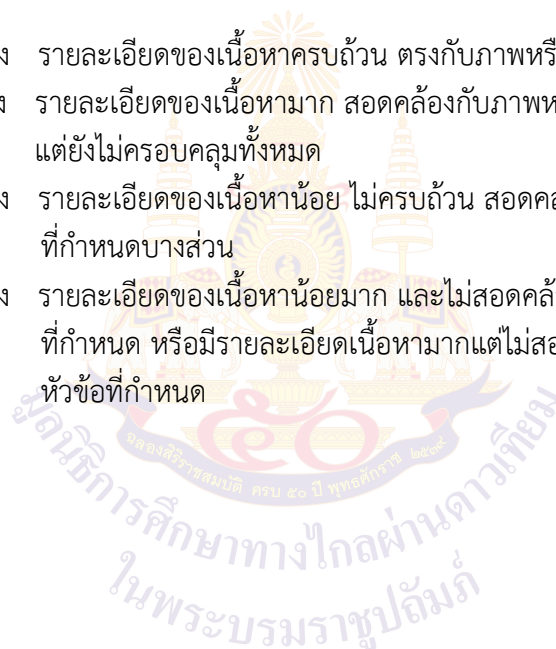 ง รายละเอียดของเนื้อหาครบถ้วน ตรงกับภาพหรื
ง รายละเอียดของเนื้อหามาก สอดคล้องกับภาพห
แต่ยังไม่ครอบคลุมทั้งหมด
ง รายละเอียดของเนื้อหาน้อย ไม่ครบถ้วน สอดค
ที่กำหนดบางส่วน
ง รายละเอียดของเนื้อหาน้อยมาก และไม่สอดคล้
ที่กำหนด หรือมีรายละเอียดเนื้อหามากแต่ไม่ส
หัวข้อที่กำหนด
ฉลองสิริราชสมบัติ ครบ ๕๐ ปี พุทธศักราช ๒๕๓๙
มูลนิธิการศึกษาทางไกลผ่านดาวเทียม
ในพระบรมราชูปถัมภ์